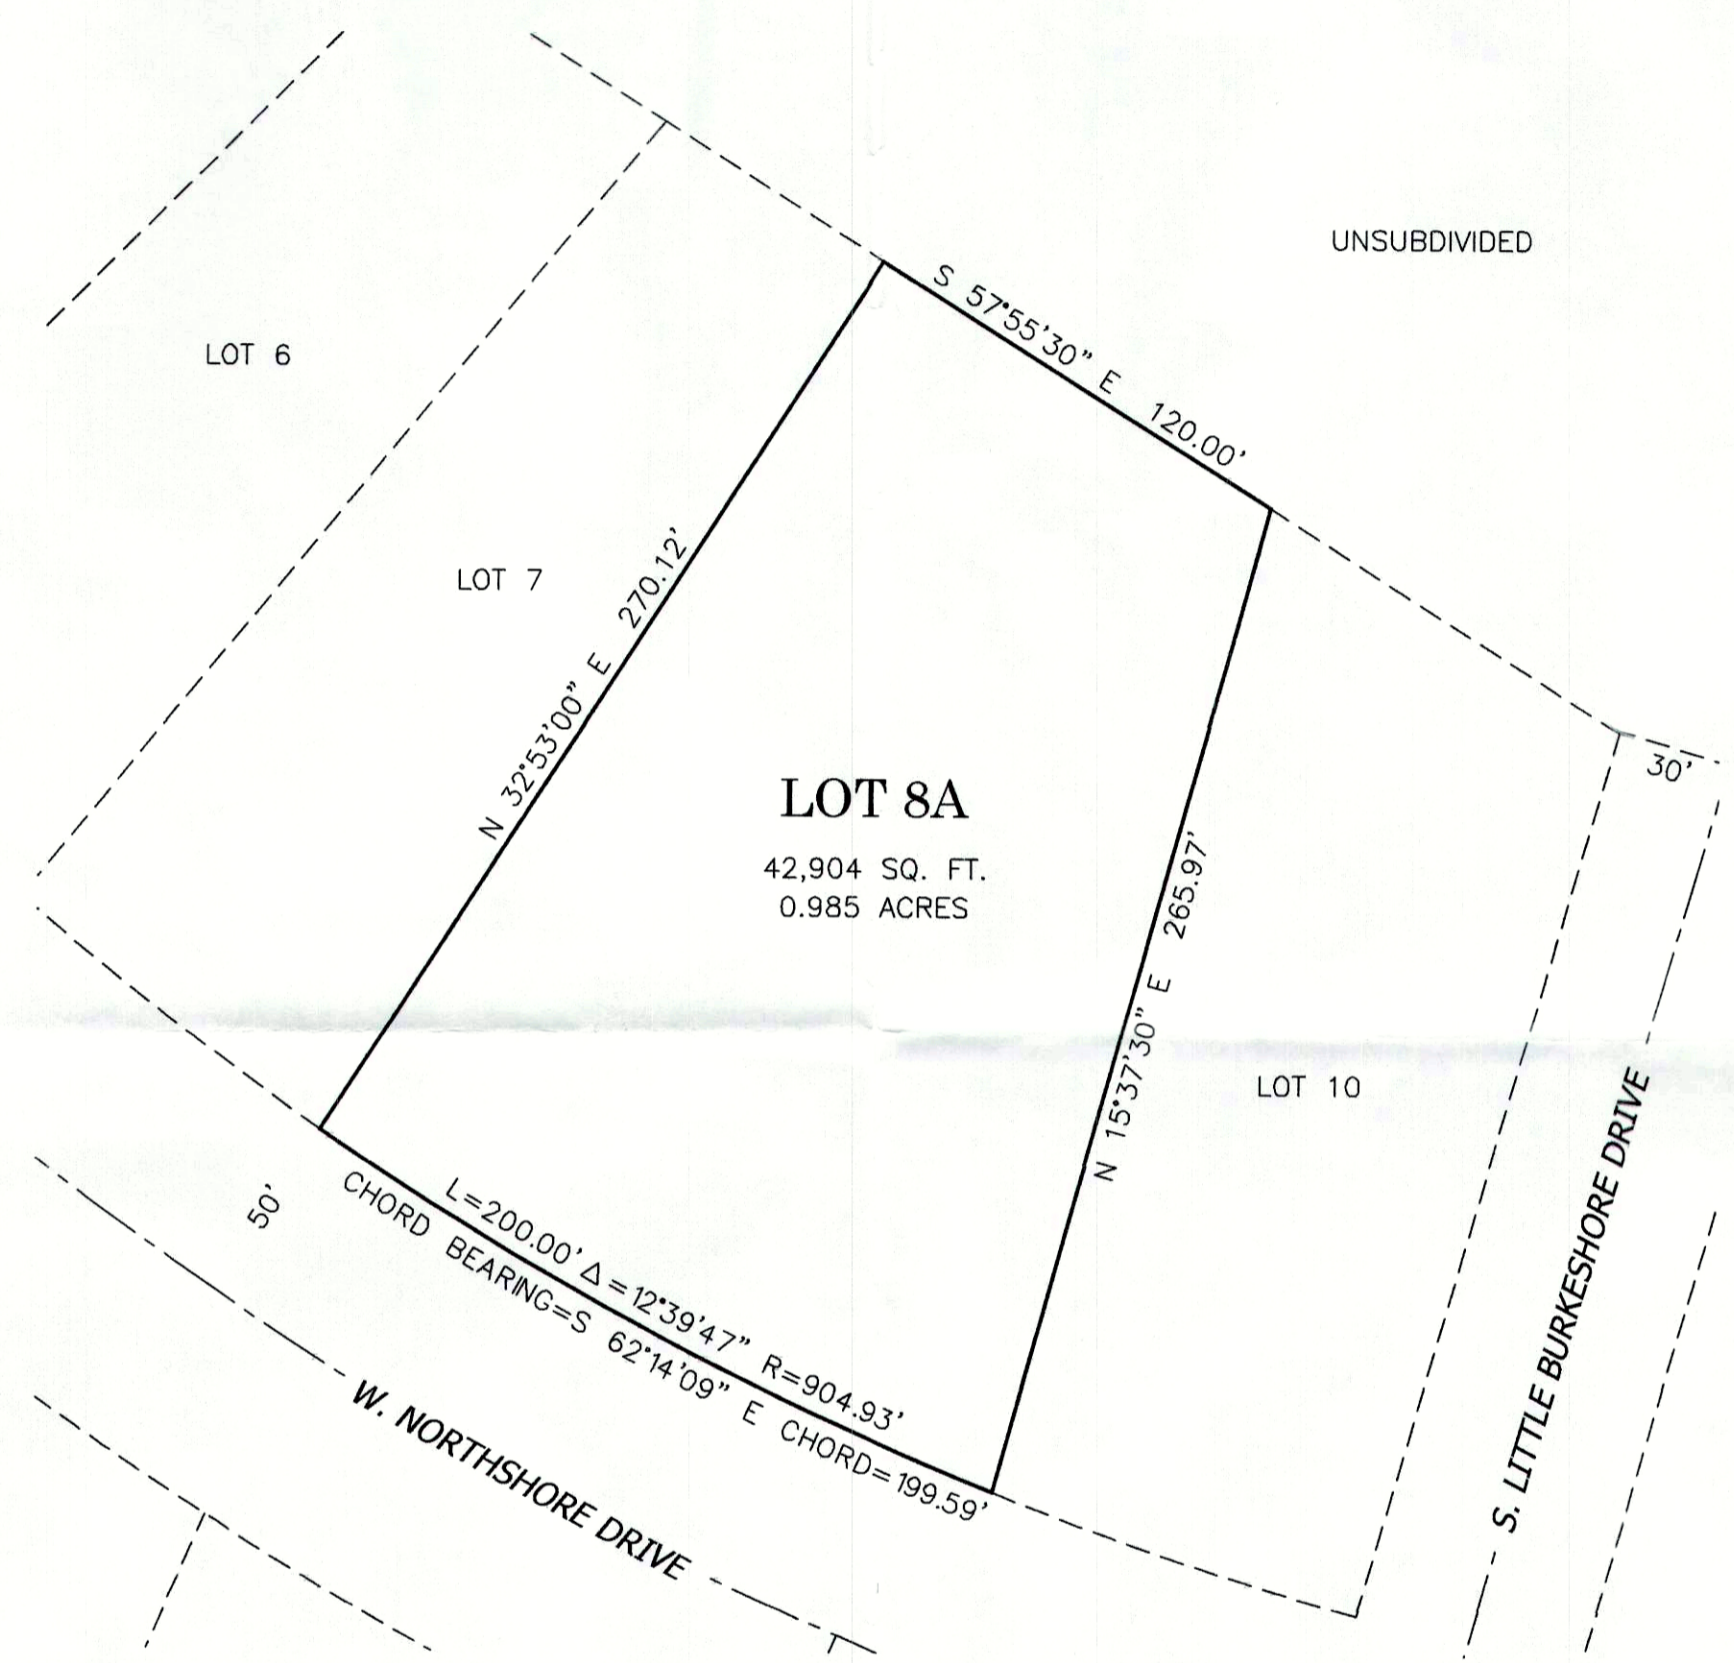 UNSUBDIVIDED
S 57°55'30" E 120.00'
LOT 6
LOT 7
N 32°53'00" E 270.12'
30'
LOT 8A
42,904 SQ. FT.
0.985 ACRES
N 15°37'30" E 265.97'
LOT 10
S. LITTLE BURKESHORE DRIVE
50'
L=200.00' Δ=12°39'47" R=904.93'
CHORD BEARING=S 62°14'09" E CHORD=199.59'
W. NORTHSHORE DRIVE